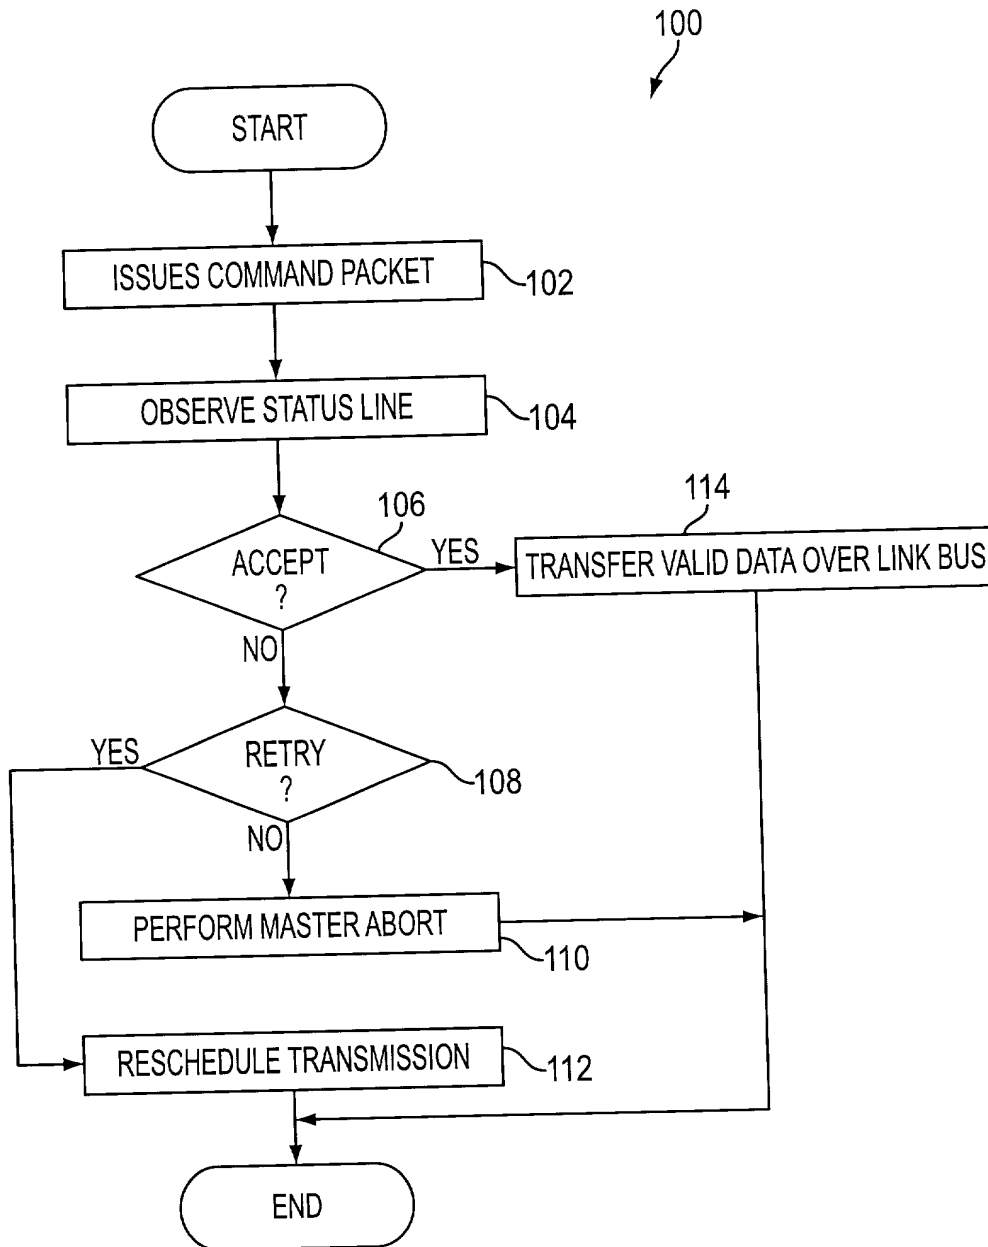 100
START
ISSUES COMMAND PACKET
102
OBSERVE STATUS LINE
104
106
ACCEPT
?
YES
114
TRANSFER VALID DATA OVER LINK BUS
NO
YES
RETRY
?
108
NO
PERFORM MASTER ABORT
110
RESCHEDULE TRANSMISSION
112
END